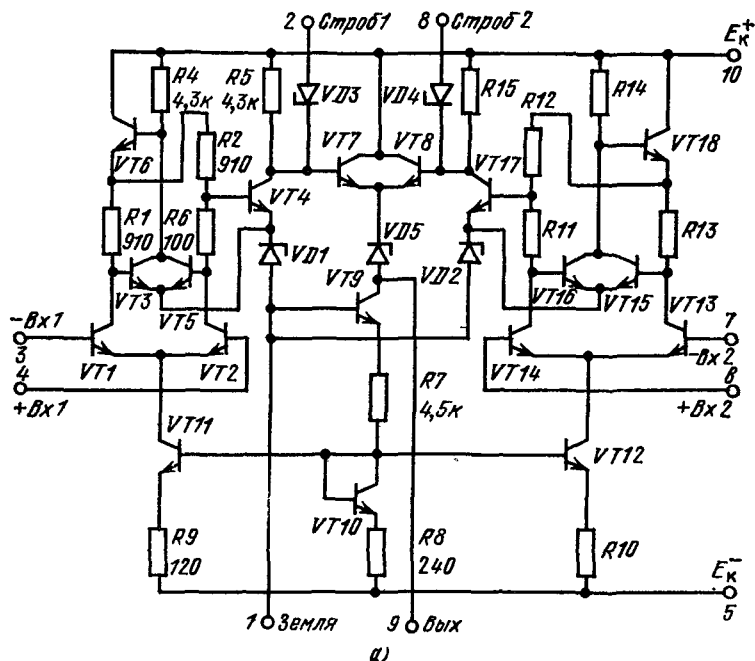 2 Строб1
8 Строб2
Eк+
10
R4
4,3к
R5
4,3к
VD3
VD4
R15
R12
R14
VT6
R2
910
VT7
VT8
VT17
VT18
VT4
R1
910
R6
100
VD1
VD5
VD2
R11
R13
VT3
VT5
VT9
VT16
VT15
VT13
-Вх1
3
4
+Вх1
VT1
VT2
VT14
7
-Вх2
8
+Вх2
R7
4,5к
VT11
VT12
VT10
R9
120
R8
240
R10
Eк-
5
1 Земля
9 Вых
а)